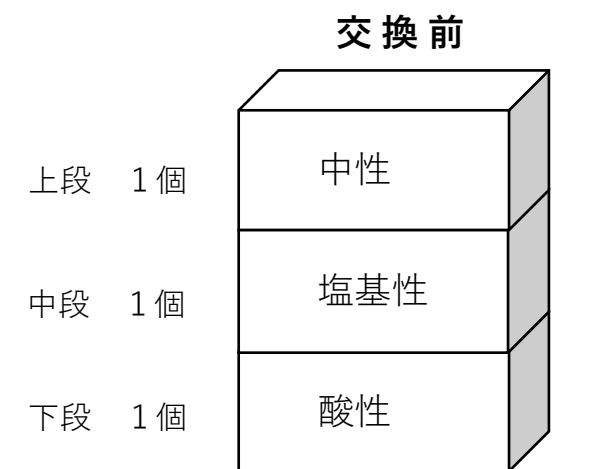 交換前
上段　１個　中性
中段　１個　塩基性
下段　１個　酸性